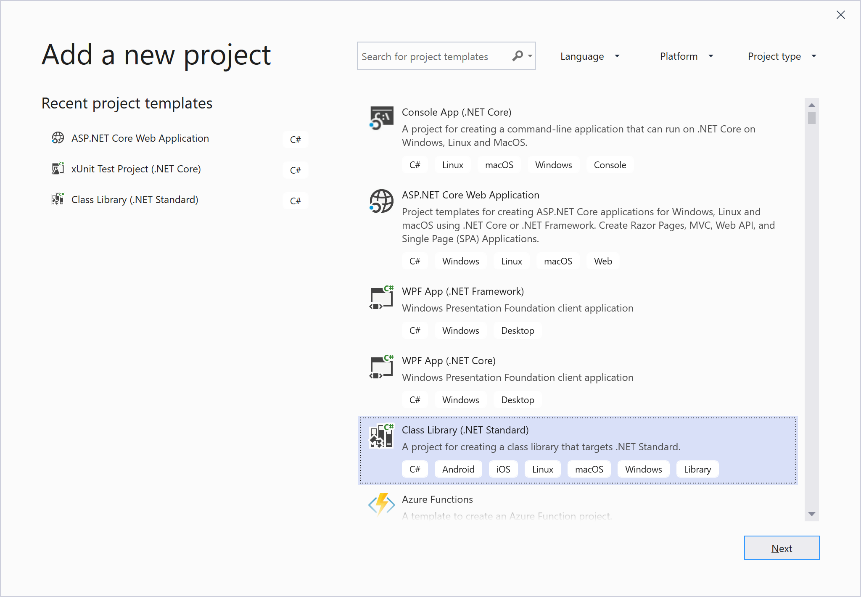 Add a new project
Search for project templates
Language
Platform
Project type
Recent project templates
ASP.NET Core Web Application
C#
xUnit Test Project (.NET Core)
C#
Class Library (.NET Standard)
C#
Console App (.NET Core)
A project for creating a command-line application that can run on .NET Core on
Windows, Linux and MacOS.
C# Linux macOS Windows Console
ASP.NET Core Web Application
Project templates for creating ASP.NET Core applications for Windows, Linux and
macOS using .NET Core or .NET Framework. Create Razor Pages, MVC, Web API, and
Single Page (SPA) Applications.
C# Windows Linux macOS Web
WPF App (.NET Framework)
Windows Presentation Foundation client application
C# Windows Desktop
WPF App (.NET Core)
Windows Presentation Foundation client application
C# Windows Desktop
Class Library (.NET Standard)
A project for creating a class library that targets .NET Standard.
C# Android iOS Linux macOS Windows Library
Azure Functions
A template to create an Azure Function project.
Next